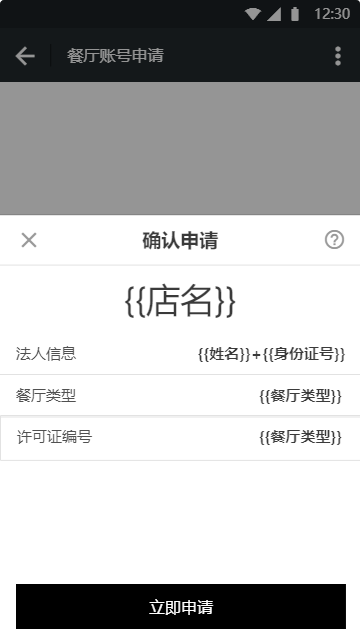 12:30
餐厅账号申请
确认申请
{{店名}}
法人信息 {{姓名}}+{{身份证号}}
餐厅类型 {{餐厅类型}}
许可证编号 {{餐厅类型}}
立即申请